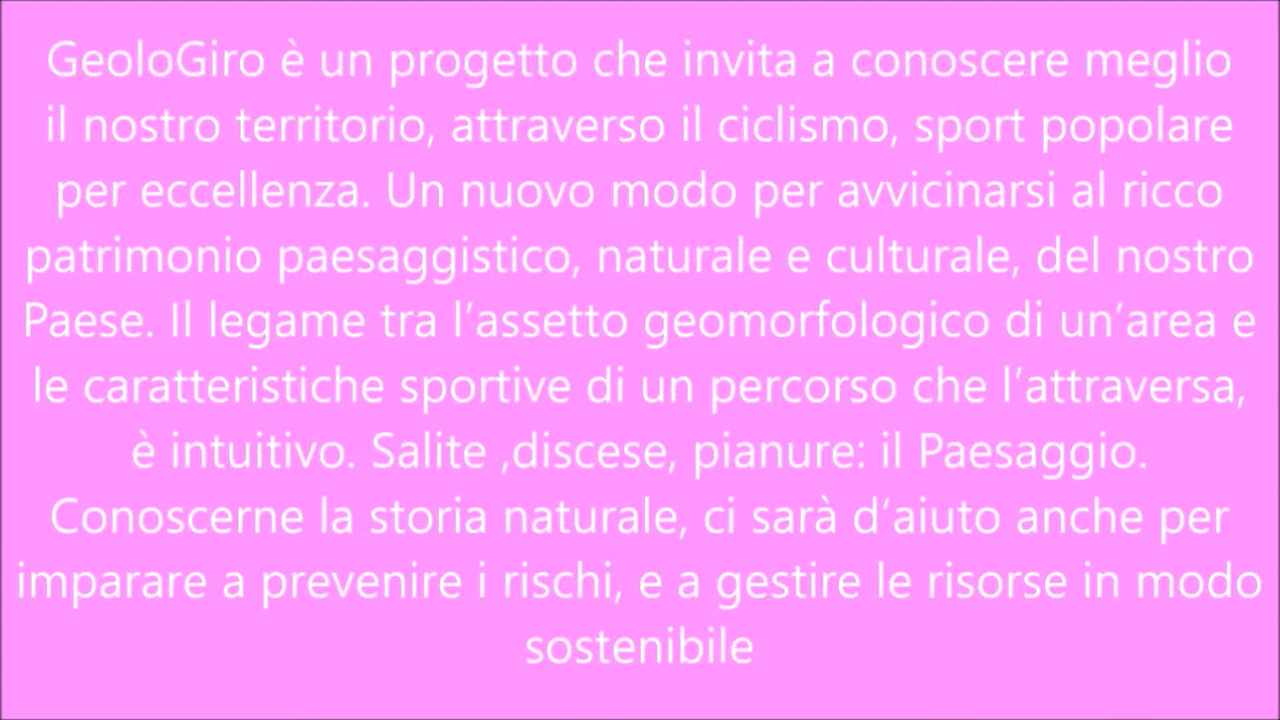 GeoloGiro è un progetto che invita a conoscere meglio
il nostro territorio, attraverso il ciclismo, sport popolare
per eccellenza. Un nuovo modo per avvicinarsi al ricco
patrimonio paesaggistico, naturale e culturale, del nostro
Paese. Il legame tra l’assetto geomorfologico di un’area e
le caratteristiche sportive di un percorso che l’attraversa,
è intuitivo. Salite ,discese, pianure: il Paesaggio.
Conoscerne la storia naturale, ci sarà d’aiuto anche per
imparare a prevenire i rischi, e a gestire le risorse in modo
sostenibile